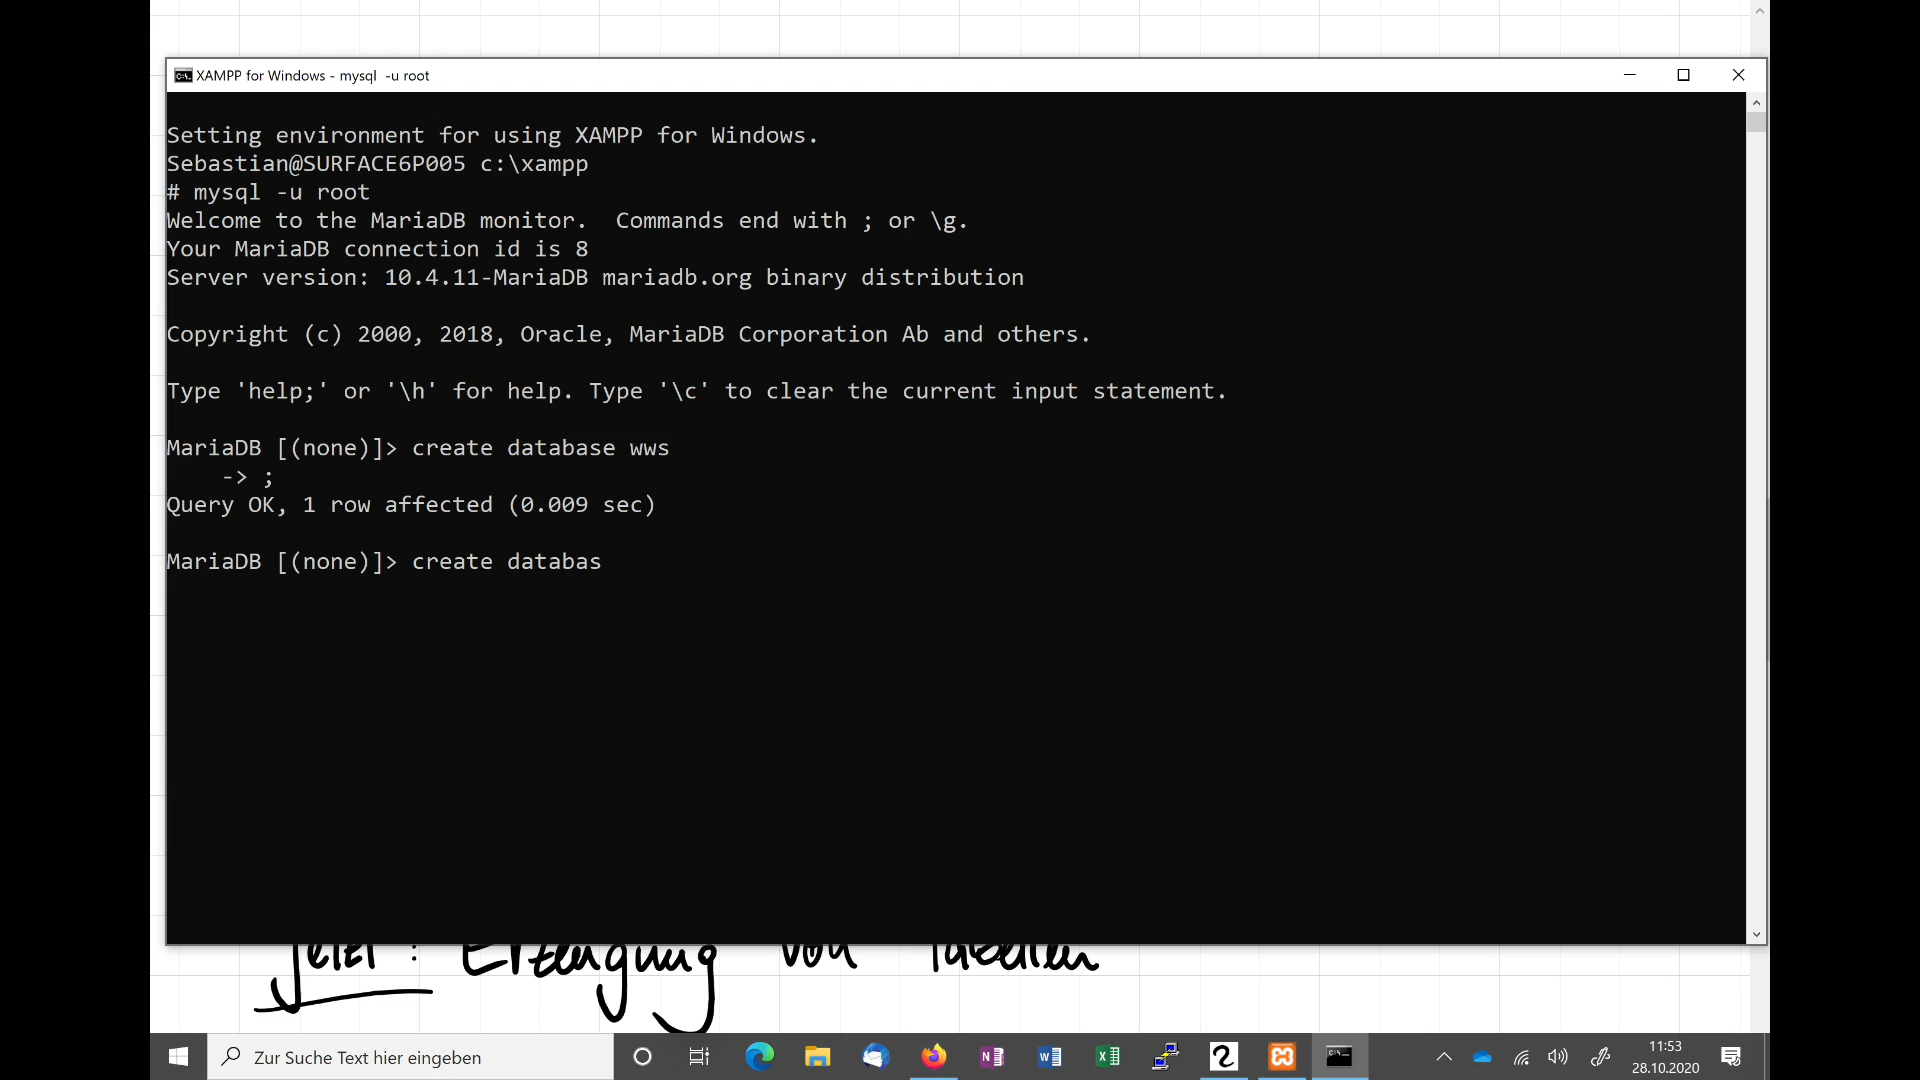 XAMPP for Windows - mysql  -u root
Setting environment for using XAMPP for Windows.
Sebastian@SURFACE6P005 c:\xampp
# mysql -u root
Welcome to the MariaDB monitor.  Commands end with ; or \g.
Your MariaDB connection id is 8
Server version: 10.4.11-MariaDB mariadb.org binary distribution
Copyright (c) 2000, 2018, Oracle, MariaDB Corporation Ab and others.
Type 'help;' or '\h' for help. Type '\c' to clear the current input statement.
MariaDB [(none)]> create database wws
    -> ;
Query OK, 1 row affected (0.009 sec)
MariaDB [(none)]> create databas
Jetzt : Erzeugung von Tabellen
Zur Suche Text hier eingeben
11:53
28.10.2020